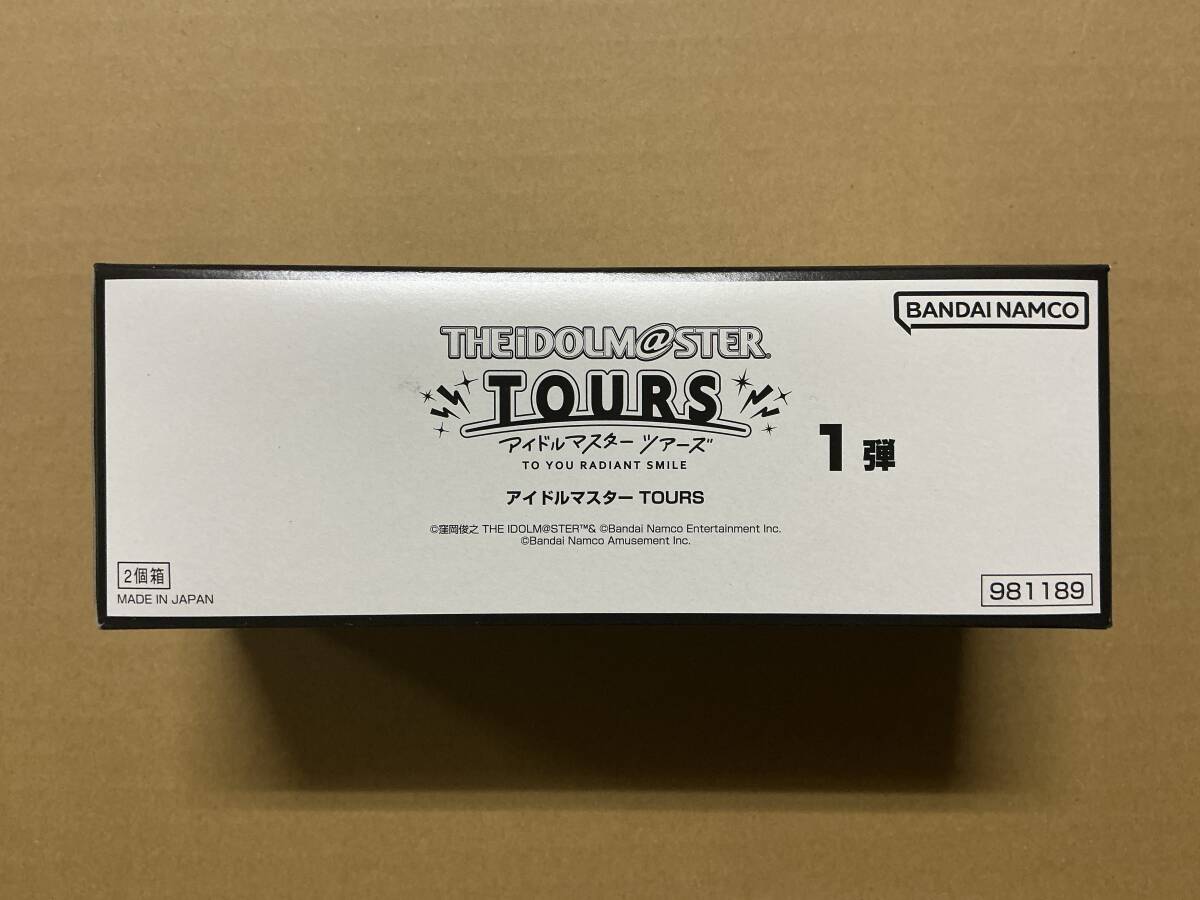 BANDAI NAMCO
THE iDOLM@STER®
TOURS
アイドルマスター ツアーズ
TO YOU RADIANT SMILE
1弾
アイドルマスター TOURS
©窪岡俊之 THE IDOLM@STER™& ©Bandai Namco Entertainment Inc.
©Bandai Namco Amusement Inc.
2個箱
MADE IN JAPAN
981189